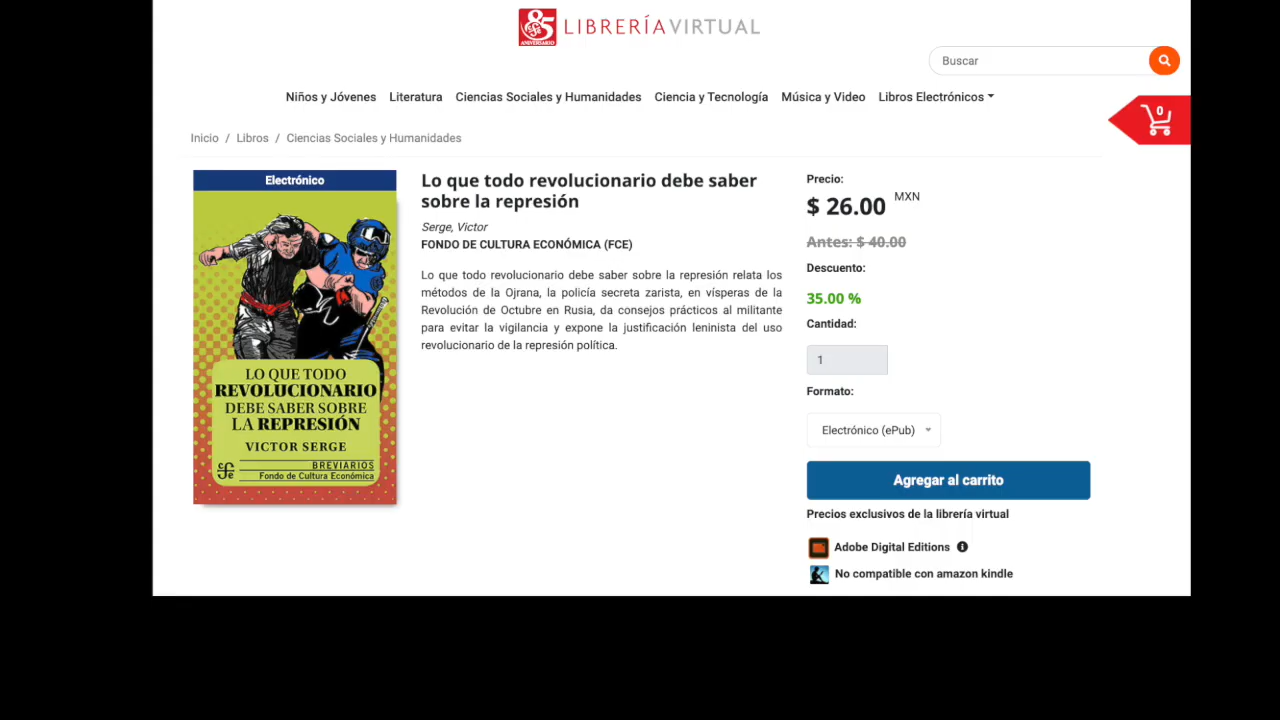 85
ANIVERSARIO
LIBRERÍAVIRTUAL
Buscar
Niños y Jóvenes Literatura Ciencias Sociales y Humanidades Ciencia y Tecnología Música y Video Libros Electrónicos
0
Inicio / Libros / Ciencias Sociales y Humanidades
Electrónico
LO QUE TODO
REVOLUCIONARIO
DEBE SABER SOBRE
LA REPRESIÓN
VICTOR SERGE
BREVIARIOS
Fondo de Cultura Económica
Lo que todo revolucionario debe saber
sobre la represión
Serge, Victor
FONDO DE CULTURA ECONÓMICA (FCE)
Lo que todo revolucionario debe saber sobre la represión relata los
métodos de la Ojrana, la policía secreta zarista, en vísperas de la
Revolución de Octubre en Rusia, da consejos prácticos al militante
para evitar la vigilancia y expone la justificación leninista del uso
revolucionario de la represión política.
Precio:
$ 26.00 MXN
Antes: $ 40.00
Descuento:
35.00 %
Cantidad:
1
Formato:
Electrónico (ePub)
Agregar al carrito
Precios exclusivos de la librería virtual
Adobe Digital Editions
No compatible con amazon kindle